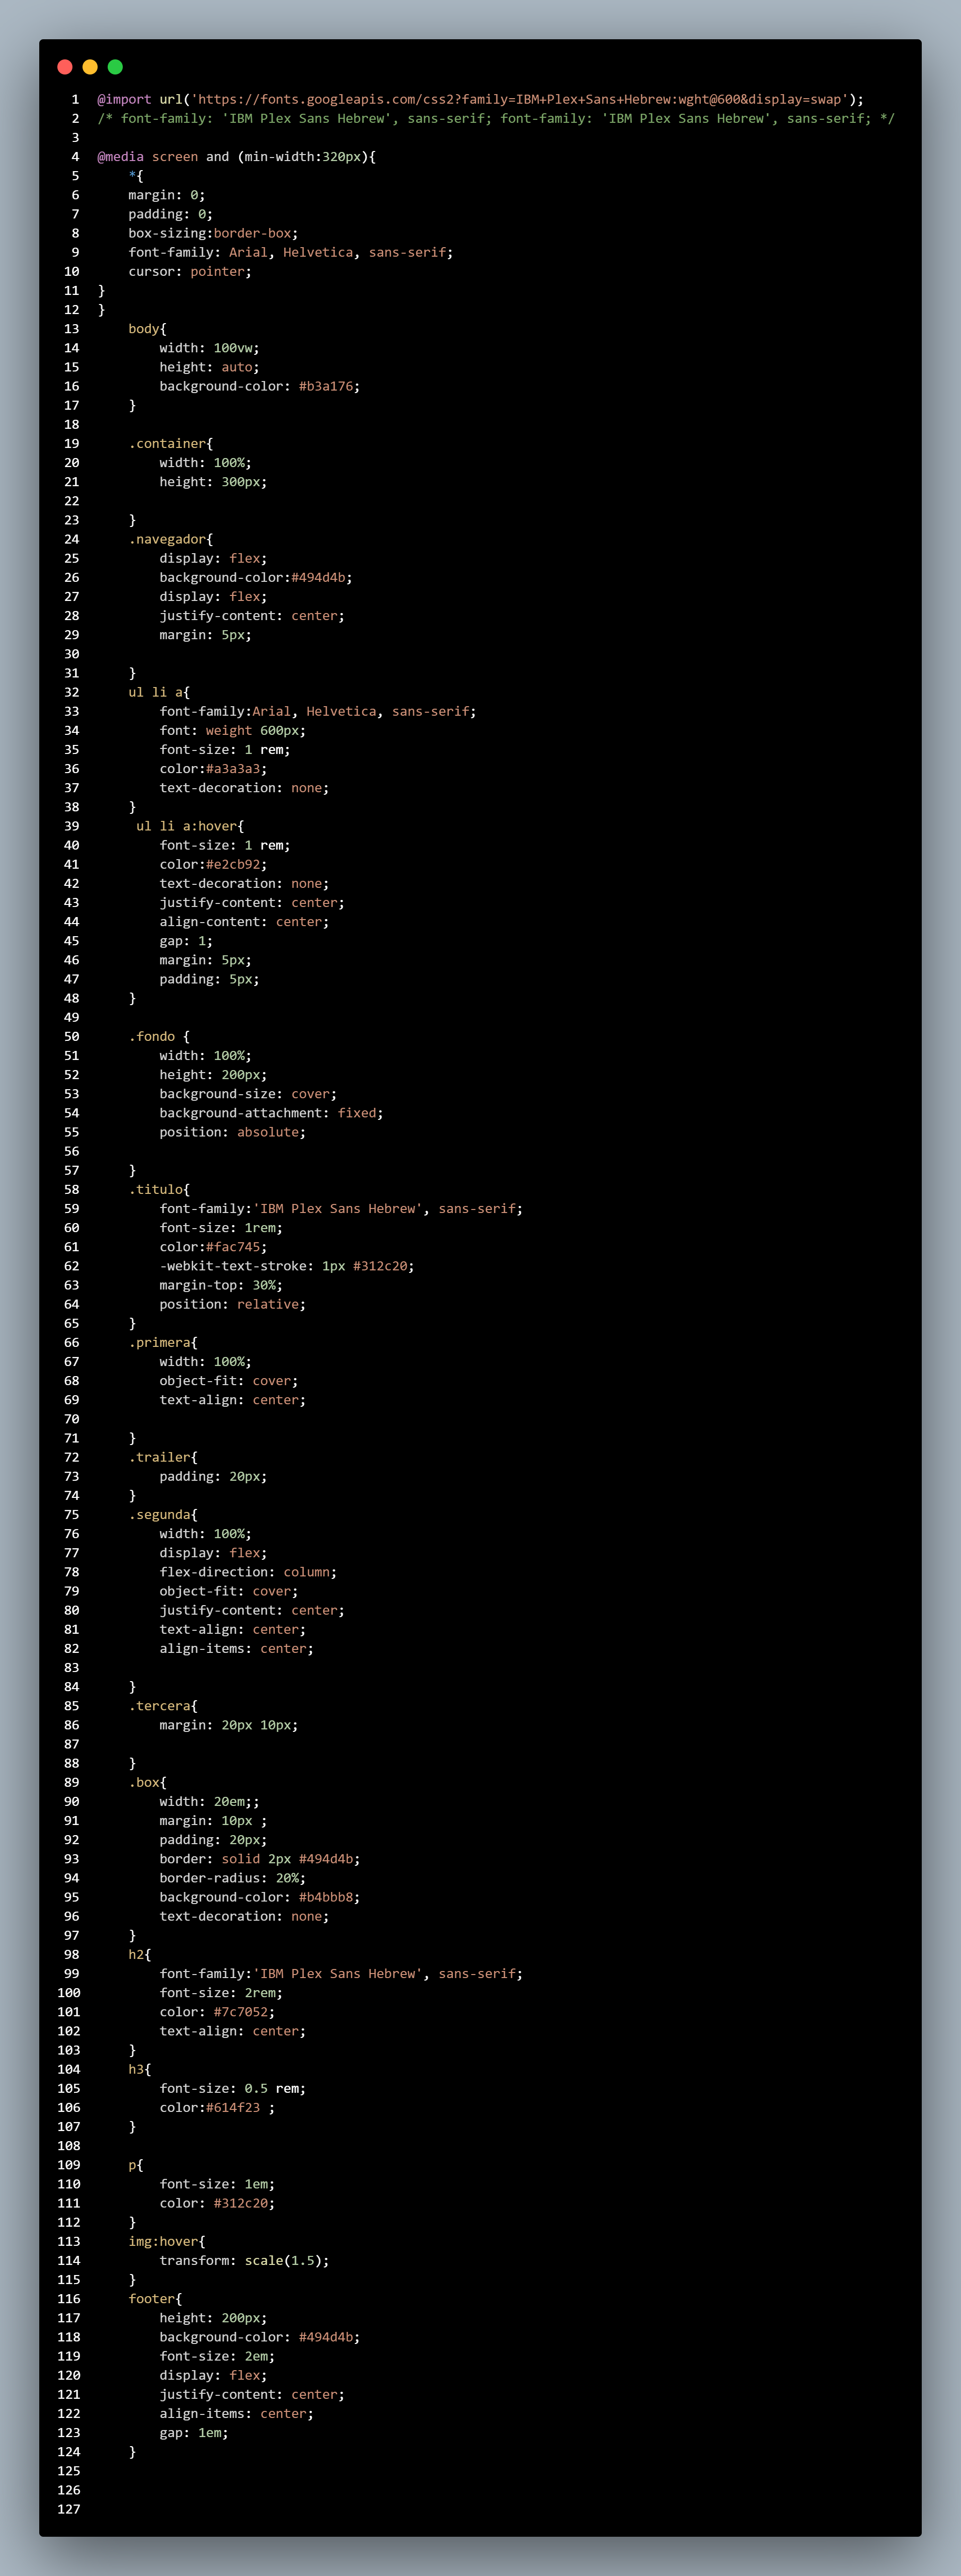 1 @import url('https://fonts.googleapis.com/css2?family=IBM+Plex+Sans+Hebrew:wght@600&display=swap');
2 /* font-family: 'IBM Plex Sans Hebrew', sans-serif; font-family: 'IBM Plex Sans Hebrew', sans-serif; */
3
4 @media screen and (min-width:320px){
5     *{
6     margin: 0;
7     padding: 0;
8     box-sizing:border-box;
9     font-family: Arial, Helvetica, sans-serif;
10     cursor: pointer;
11 }
12 }
13     body{
14         width: 100vw;
15         height: auto;
16         background-color: #b3a176;
17     }
18
19     .container{
20         width: 100%;
21         height: 300px;
22
23     }
24     .navegador{
25         display: flex;
26         background-color:#494d4b;
27         display: flex;
28         justify-content: center;
29         margin: 5px;
30
31     }
32     ul li a{
33         font-family:Arial, Helvetica, sans-serif;
34         font: weight 600px;
35         font-size: 1 rem;
36         color:#a3a3a3;
37         text-decoration: none;
38     }
39      ul li a:hover{
40         font-size: 1 rem;
41         color:#e2cb92;
42         text-decoration: none;
43         justify-content: center;
44         align-content: center;
45         gap: 1;
46         margin: 5px;
47         padding: 5px;
48     }
49
50     .fondo {
51         width: 100%;
52         height: 200px;
53         background-size: cover;
54         background-attachment: fixed;
55         position: absolute;
56
57     }
58     .titulo{
59         font-family:'IBM Plex Sans Hebrew', sans-serif;
60         font-size: 1rem;
61         color:#fac745;
62         -webkit-text-stroke: 1px #312c20;
63         margin-top: 30%;
64         position: relative;
65     }
66     .primera{
67         width: 100%;
68         object-fit: cover;
69         text-align: center;
70
71     }
72     .trailer{
73         padding: 20px;
74     }
75     .segunda{
76         width: 100%;
77         display: flex;
78         flex-direction: column;
79         object-fit: cover;
80         justify-content: center;
81         text-align: center;
82         align-items: center;
83
84     }
85     .tercera{
86         margin: 20px 10px;
87
88     }
89     .box{
90         width: 20em;;
91         margin: 10px ;
92         padding: 20px;
93         border: solid 2px #494d4b;
94         border-radius: 20%;
95         background-color: #b4bbb8;
96         text-decoration: none;
97     }
98     h2{
99         font-family:'IBM Plex Sans Hebrew', sans-serif;
100         font-size: 2rem;
101         color: #7c7052;
102         text-align: center;
103     }
104     h3{
105         font-size: 0.5 rem;
106         color:#614f23 ;
107     }
108
109     p{
110         font-size: 1em;
111         color: #312c20;
112     }
113     img:hover{
114         transform: scale(1.5);
115     }
116     footer{
117         height: 200px;
118         background-color: #494d4b;
119         font-size: 2em;
120         display: flex;
121         justify-content: center;
122         align-items: center;
123         gap: 1em;
124     }
125
126
127